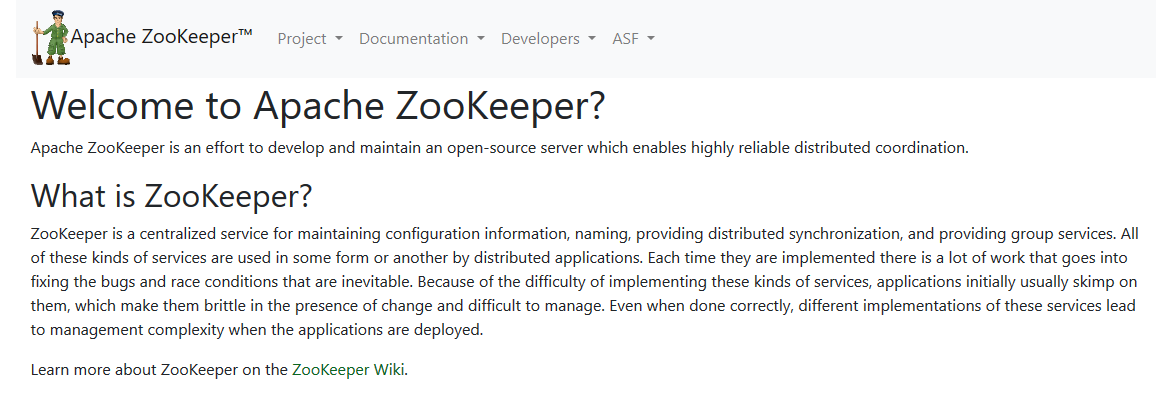 Apache ZooKeeper™ Project Documentation Developers ASF
Welcome to Apache ZooKeeper?
Apache ZooKeeper is an effort to develop and maintain an open-source server which enables highly reliable distributed coordination.
What is ZooKeeper?
ZooKeeper is a centralized service for maintaining configuration information, naming, providing distributed synchronization, and providing group services. All
of these kinds of services are used in some form or another by distributed applications. Each time they are implemented there is a lot of work that goes into
fixing the bugs and race conditions that are inevitable. Because of the difficulty of implementing these kinds of services, applications initially usually skimp on
them, which make them brittle in the presence of change and difficult to manage. Even when done correctly, different implementations of these services lead
to management complexity when the applications are deployed.
Learn more about ZooKeeper on the ZooKeeper Wiki.